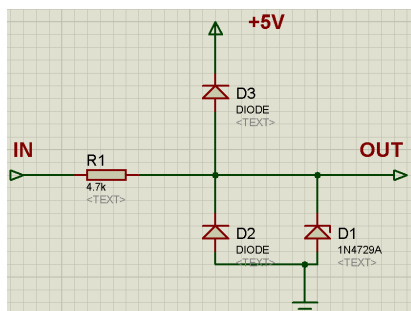 +5V
D3
DIODE
<TEXT>
IN
R1
4.7k
<TEXT>
OUT
D2
DIODE
<TEXT>
D1
1N4729A
<TEXT>